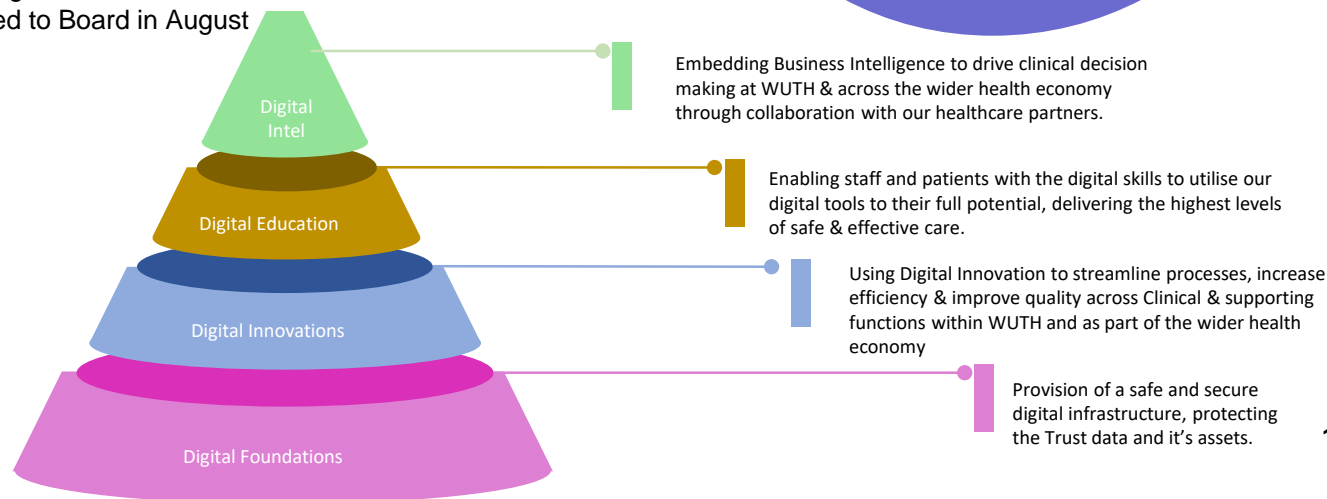 ed to Board in August
Digital
Intel
Embedding Business Intelligence to drive clinical decision
making at WUTH & across the wider health economy
through collaboration with our healthcare partners.
Digital Education
Enabling staff and patients with the digital skills to utilise our
digital tools to their full potential, delivering the highest levels
of safe & effective care.
Digital Innovations
Using Digital Innovation to streamline processes, increase
efficiency & improve quality across Clinical & supporting
functions within WUTH and as part of the wider health
economy
Digital Foundations
Provision of a safe and secure
digital infrastructure, protecting
the Trust data and it's assets.